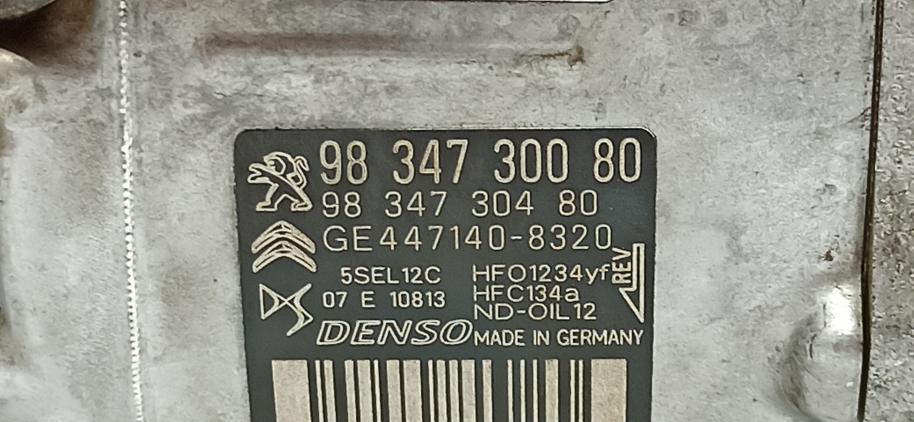 98 347 300 80
98 347 304 80
GE447140-8320
5SEL12C
07 E 10813
HFO1234yf
HFC134a
ND-OIL12
REV
DENSO
MADE IN GERMANY